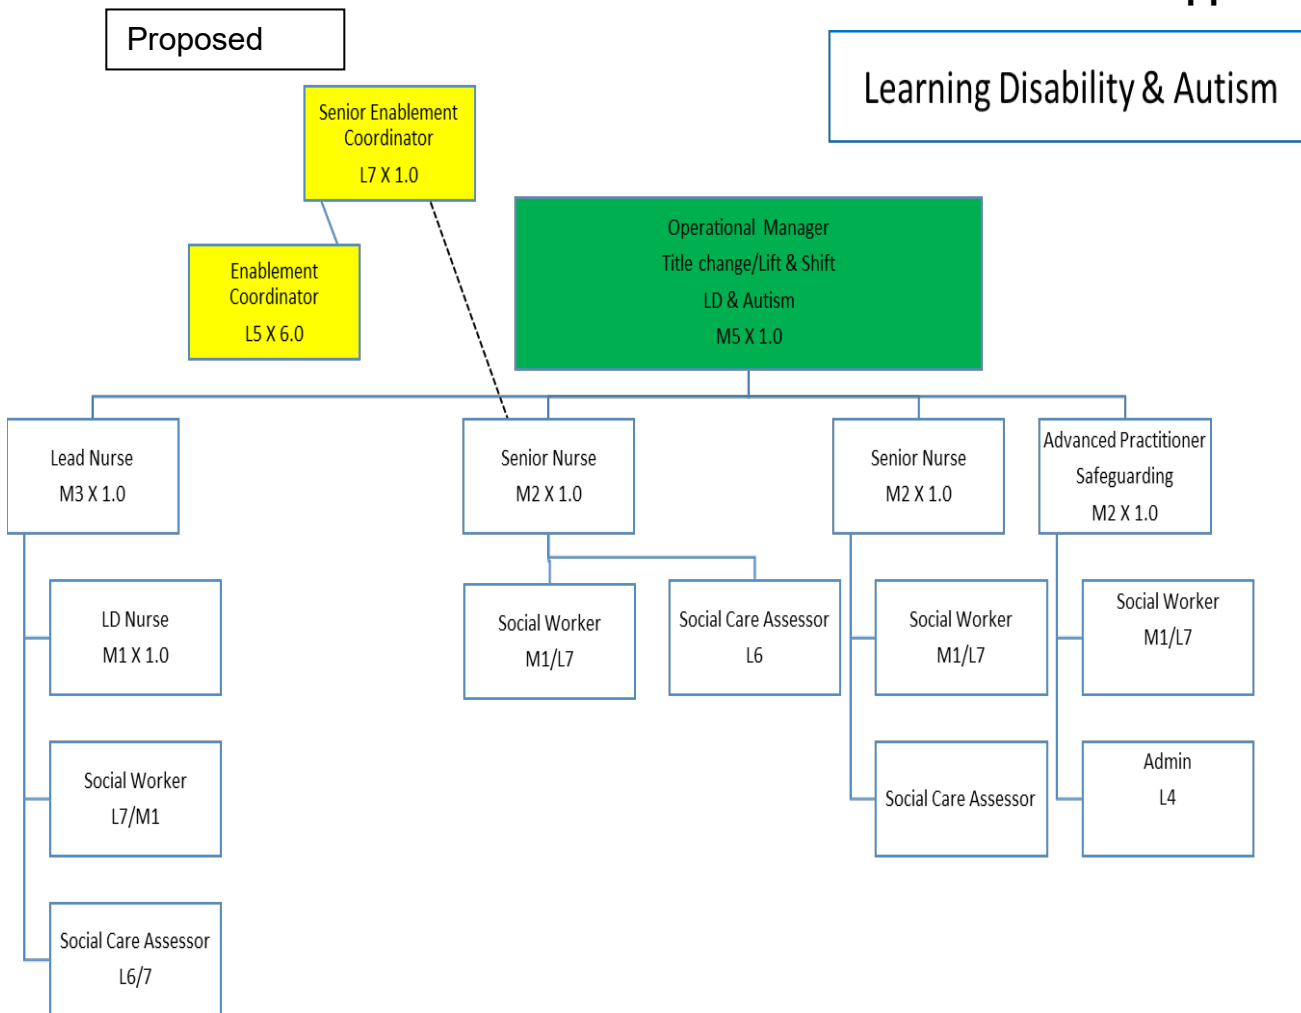 Proposed
Learning Disability & Autism
Senior Enablement
Coordinator
L7 X 1.0
Enablement
Coordinator
L5 X 6.0
Operational Manager
Title change/Lift & Shift
LD & Autism
M5 X 1.0
Lead Nurse
M3 X 1.0
Senior Nurse
M2 X 1.0
Senior Nurse
M2 X 1.0
Advanced Practitioner
Safeguarding
M2 X 1.0
LD Nurse
M1 X 1.0
Social Worker
L7/M1
Social Care Assessor
L6/7
Social Worker
M1/L7
Social Care Assessor
L6
Social Worker
M1/L7
Social Care Assessor
Social Worker
M1/L7
Admin
L4